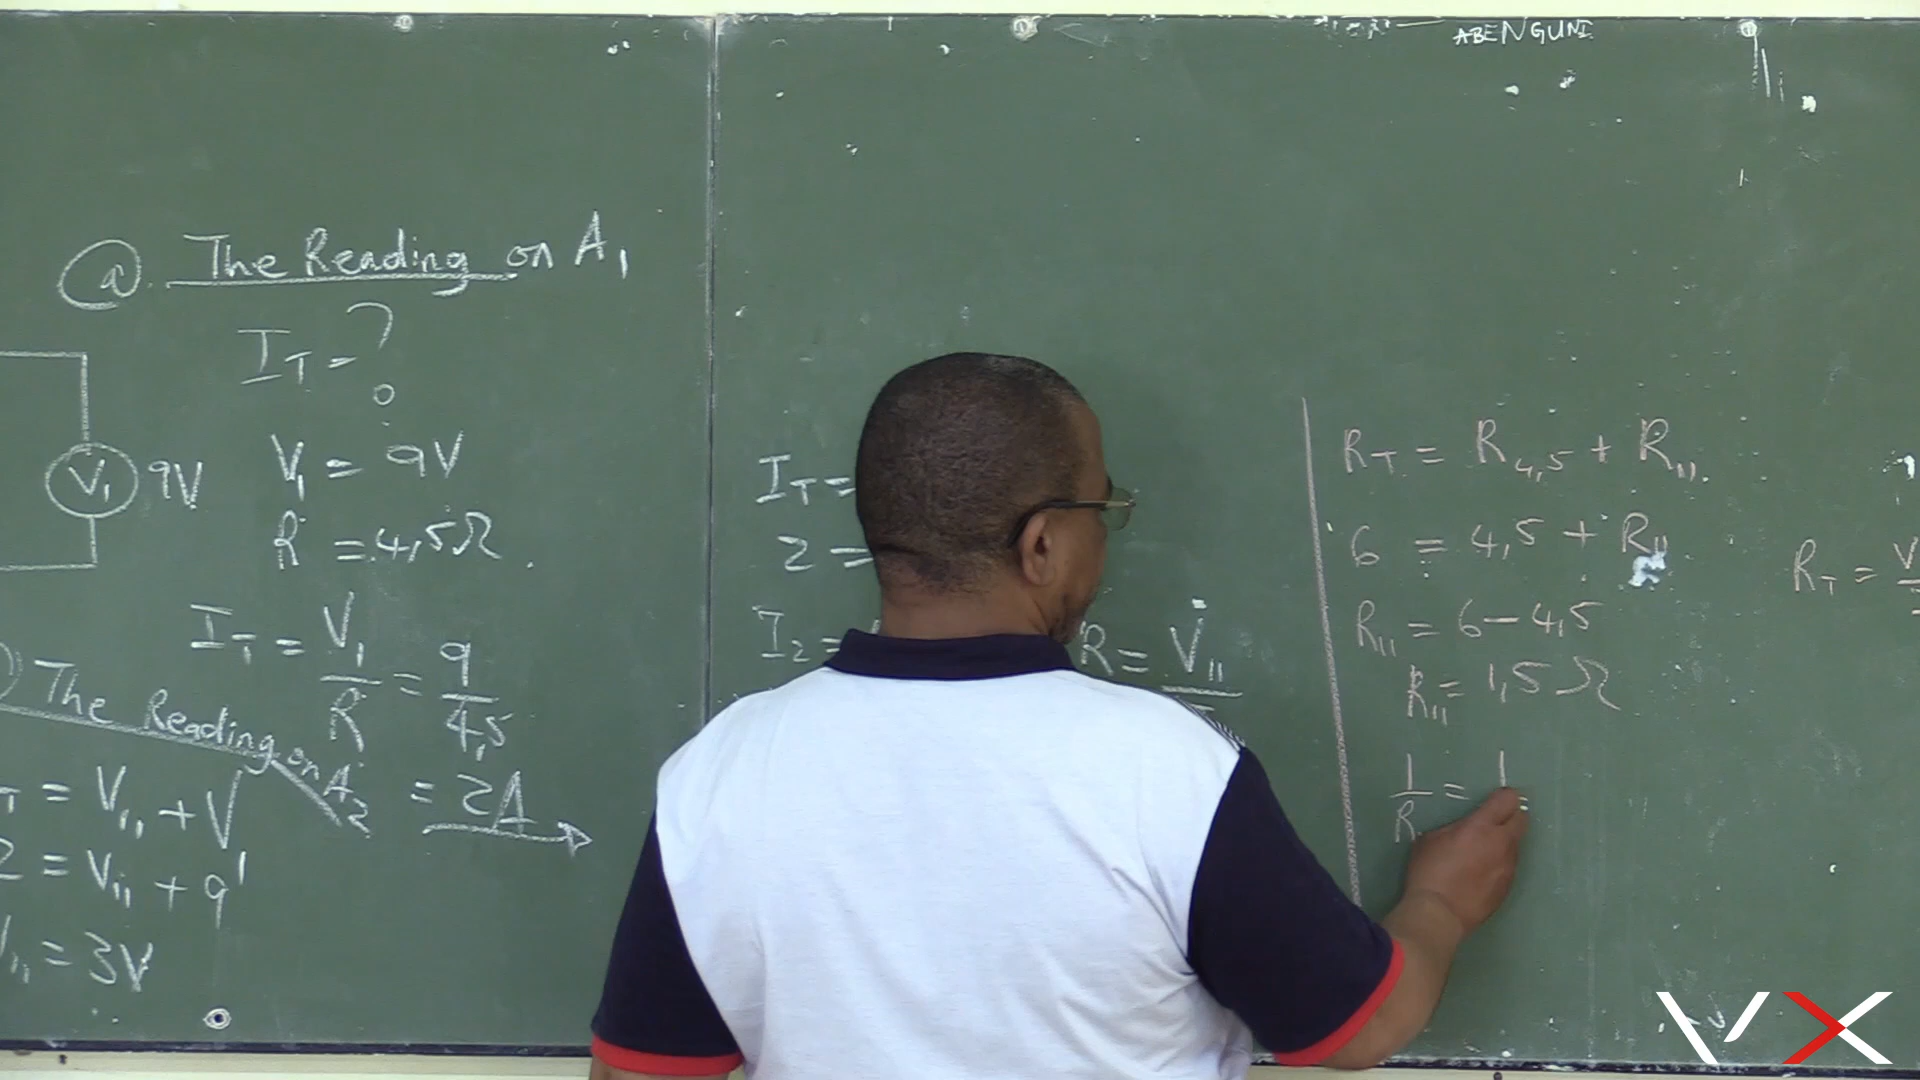 ABENGUNI
@ The Reading on A₁
I_T = ?
V₁ 9V
V₁ = 9V
R = 4,5Ω.
I_T = V₁/R = 9/4,5
= 2A
The Reading on A₂
= V₁₁ + V
2 = V₁₁ + 9
= 3V
I_T =
2 =
I₂ =
R = V₁₁
R_T = R₄,₅ + R₁₁
6 = 4,5 + R₁₁
R₁₁ = 6 - 4,5
R₁₁ = 1,5Ω
1/R = 1
R_T = V
VX